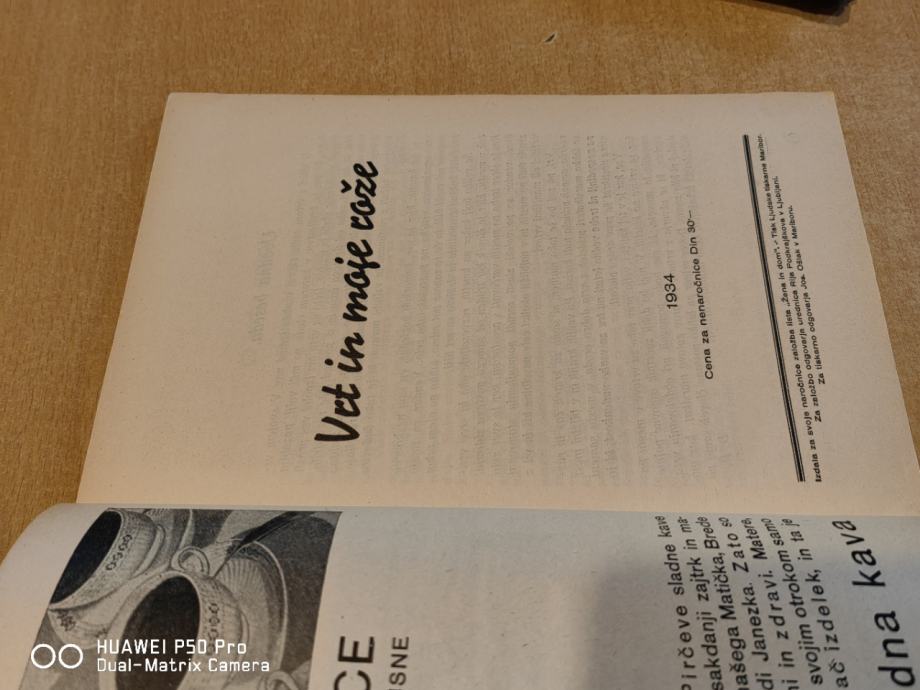 Vrt in moje rože
1934
Cena za nenaročnice Din 30'—
Izdala za svoje naročnice založba lista „Žena in dom". - Tisk Ljudske tiskarne Maribor.
Za založbo odgovarja urednica Rija Podkrajškova v Ljubljani.
Za tiskarno odgovarja Jos. Ošlak v Mariboru.
CE
ISNE
Pirčeve sladne kave
sakdanji zajtrk in ma-
našega Matička, Brede
di Janezka. Zato so
i in zdravi. Matere,
svojim otrokom samo
ač izdelek, in ta je
dna kava
HUAWEI P50 Pro
Dual-Matrix Camera